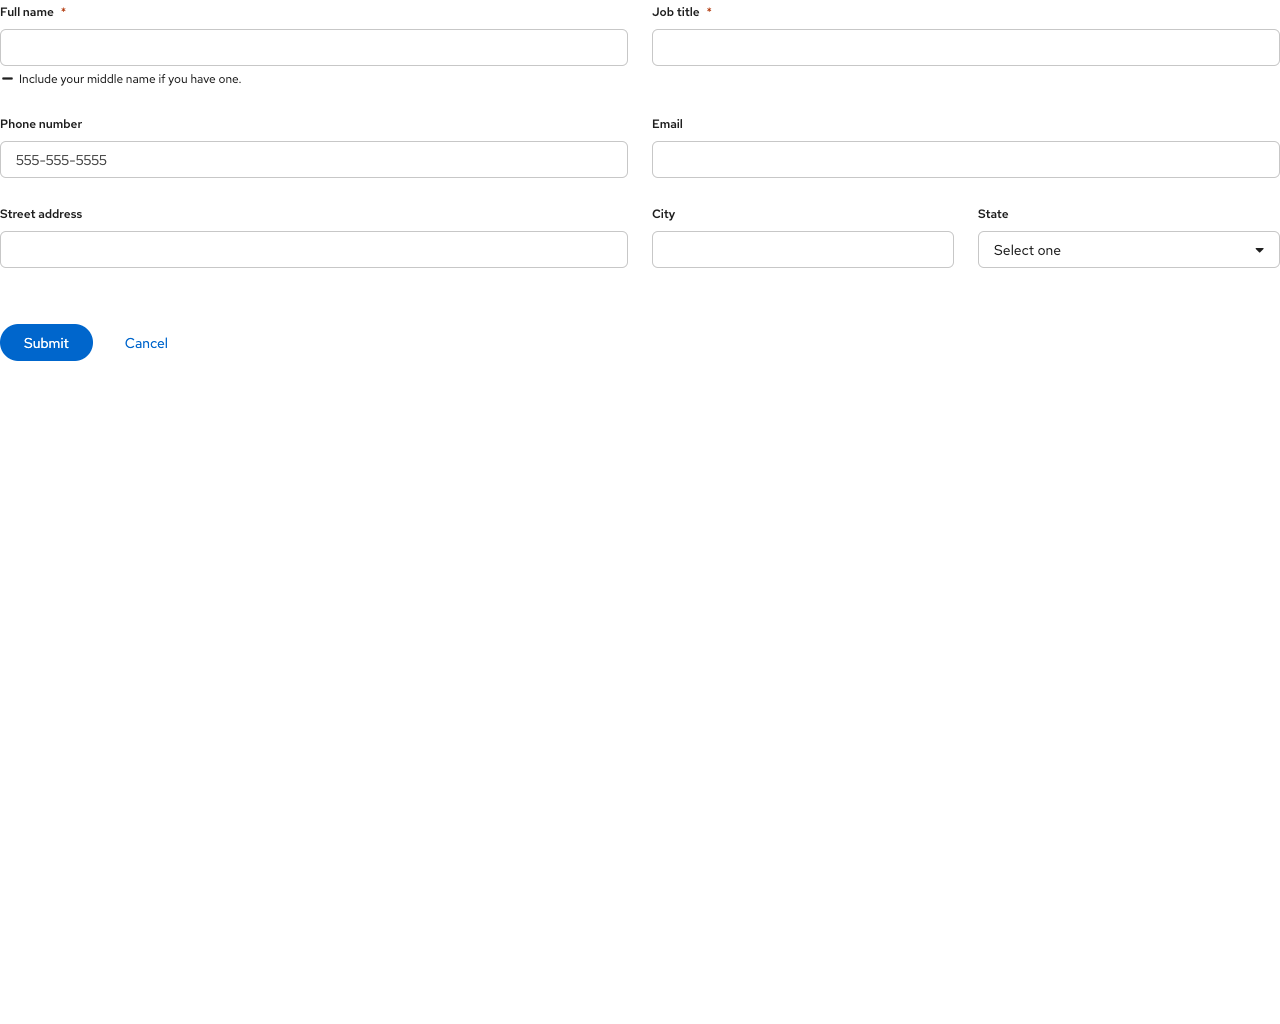 Full name *
Job title *
Include your middle name if you have one.
Phone number
Email
555-555-5555
Street address
City
State
Select one
Submit
Cancel